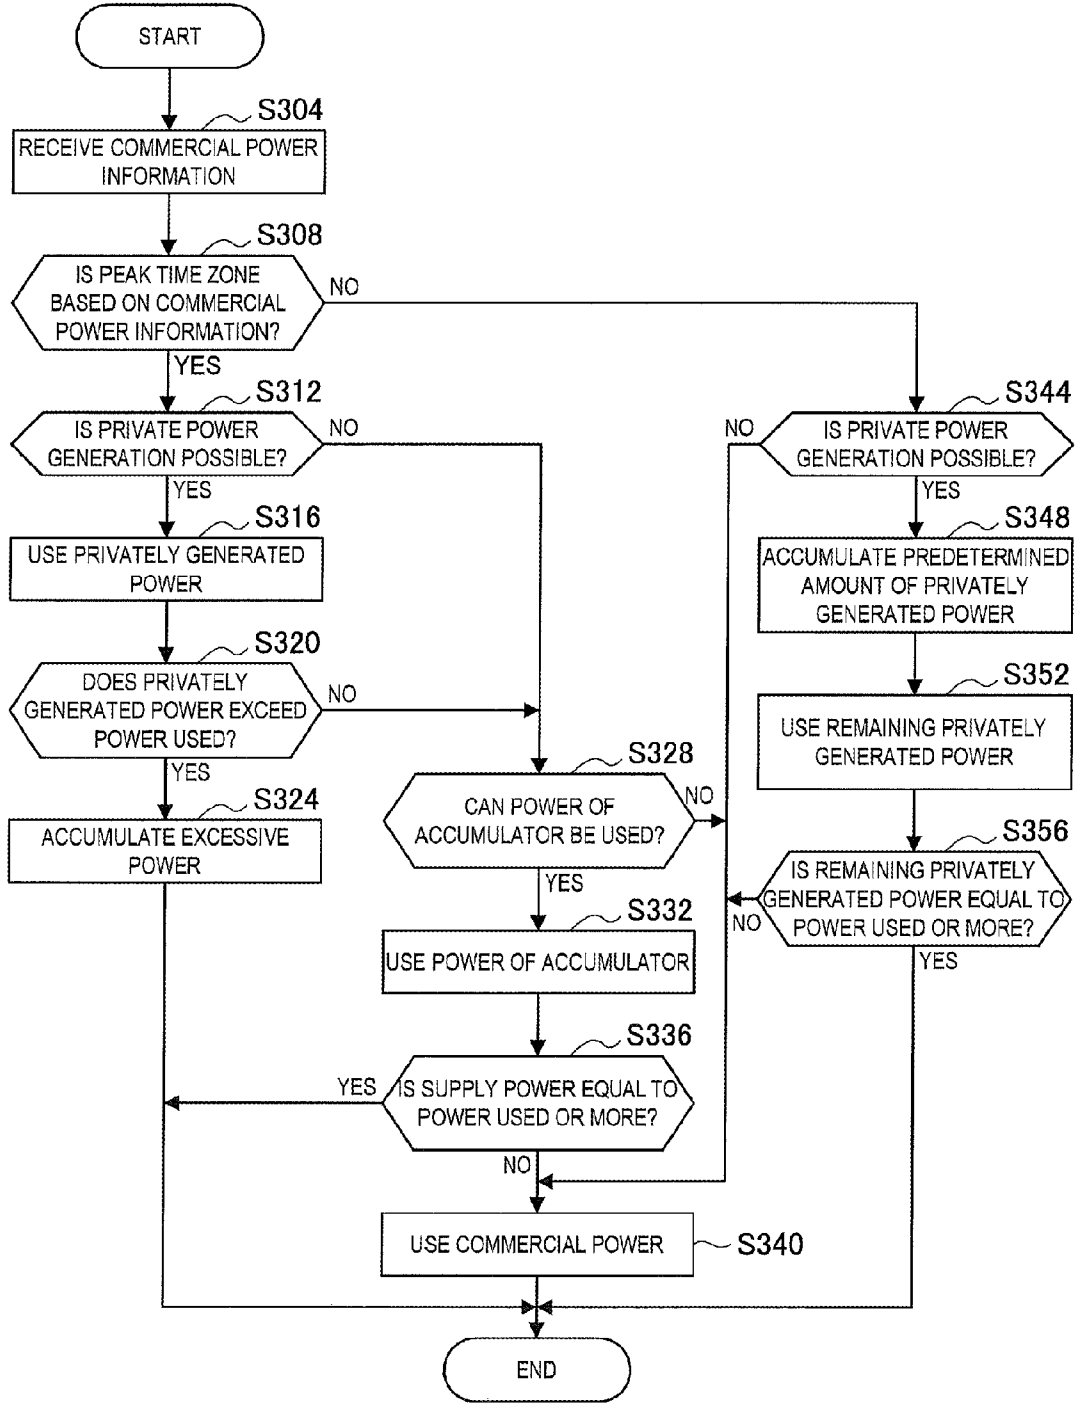 START
S304
RECEIVE COMMERCIAL POWER
INFORMATION
S308
IS PEAK TIME ZONE
BASED ON COMMERCIAL
POWER INFORMATION?
NO
YES
S312
IS PRIVATE POWER
GENERATION POSSIBLE?
NO
YES
S316
USE PRIVATELY GENERATED
POWER
S320
DOES PRIVATELY
GENERATED POWER EXCEED
POWER USED?
NO
YES
S324
ACCUMULATE EXCESSIVE
POWER
S328
CAN POWER OF
ACCUMULATOR BE USED?
NO
YES
S332
USE POWER OF ACCUMULATOR
S336
IS SUPPLY POWER EQUAL TO
POWER USED OR MORE?
YES
NO
USE COMMERCIAL POWER
S340
S344
IS PRIVATE POWER
GENERATION POSSIBLE?
NO
YES
S348
ACCUMULATE PREDETERMINED
AMOUNT OF PRIVATELY
GENERATED POWER
S352
USE REMAINING PRIVATELY
GENERATED POWER
S356
IS REMAINING PRIVATELY
GENERATED POWER EQUAL TO
POWER USED OR MORE?
NO
YES
END